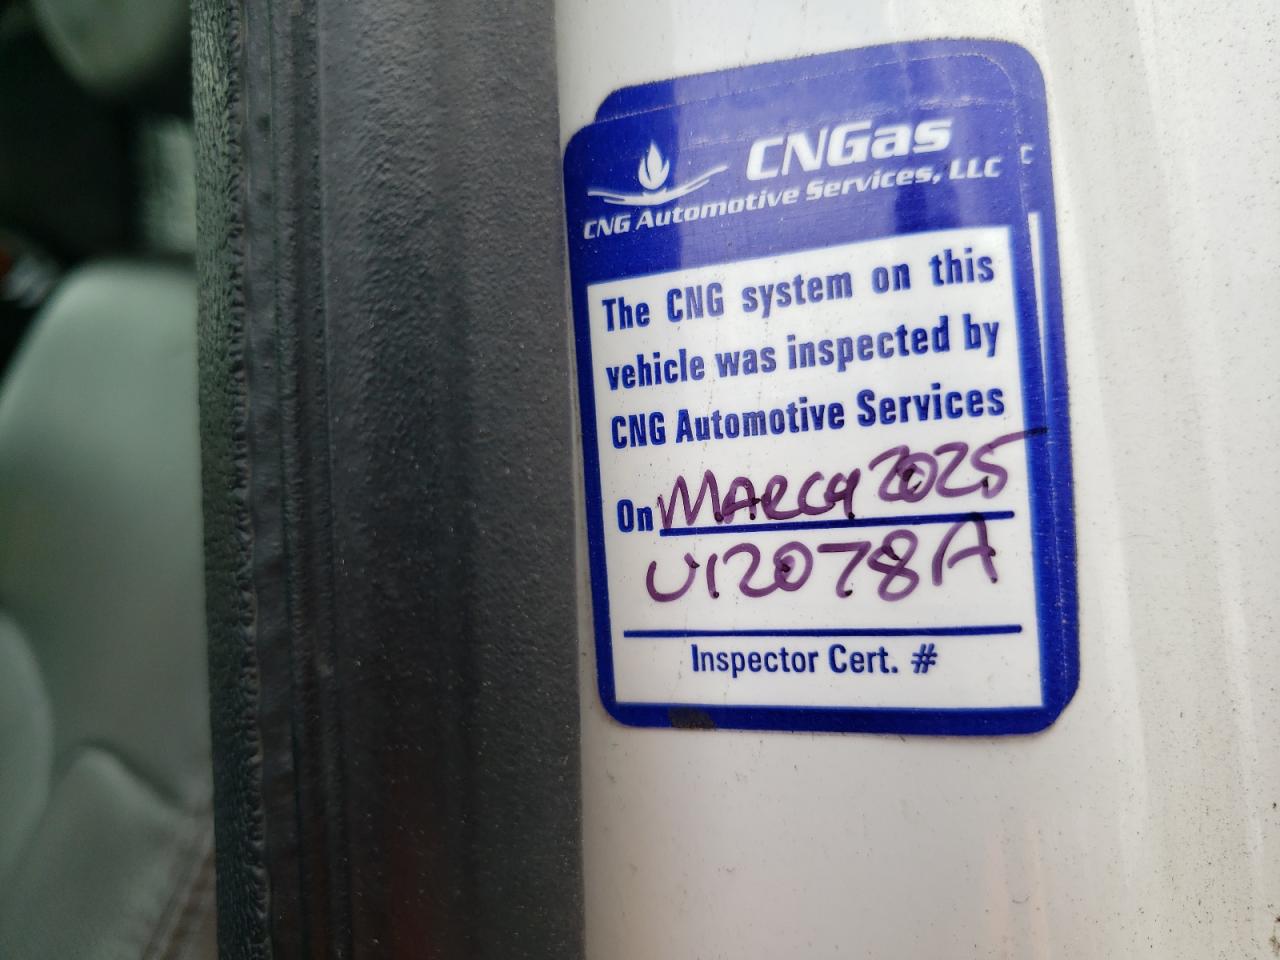 CNGas
CNG Automotive Services, LLC
The CNG system on this
vehicle was inspected by
CNG Automotive Services
On MARCH 2025
U12078A
Inspector Cert. #
C